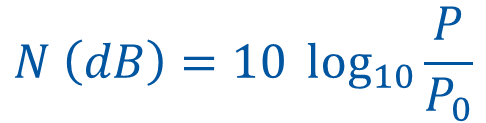 N (dB) = 10 log₁₀ P/P₀